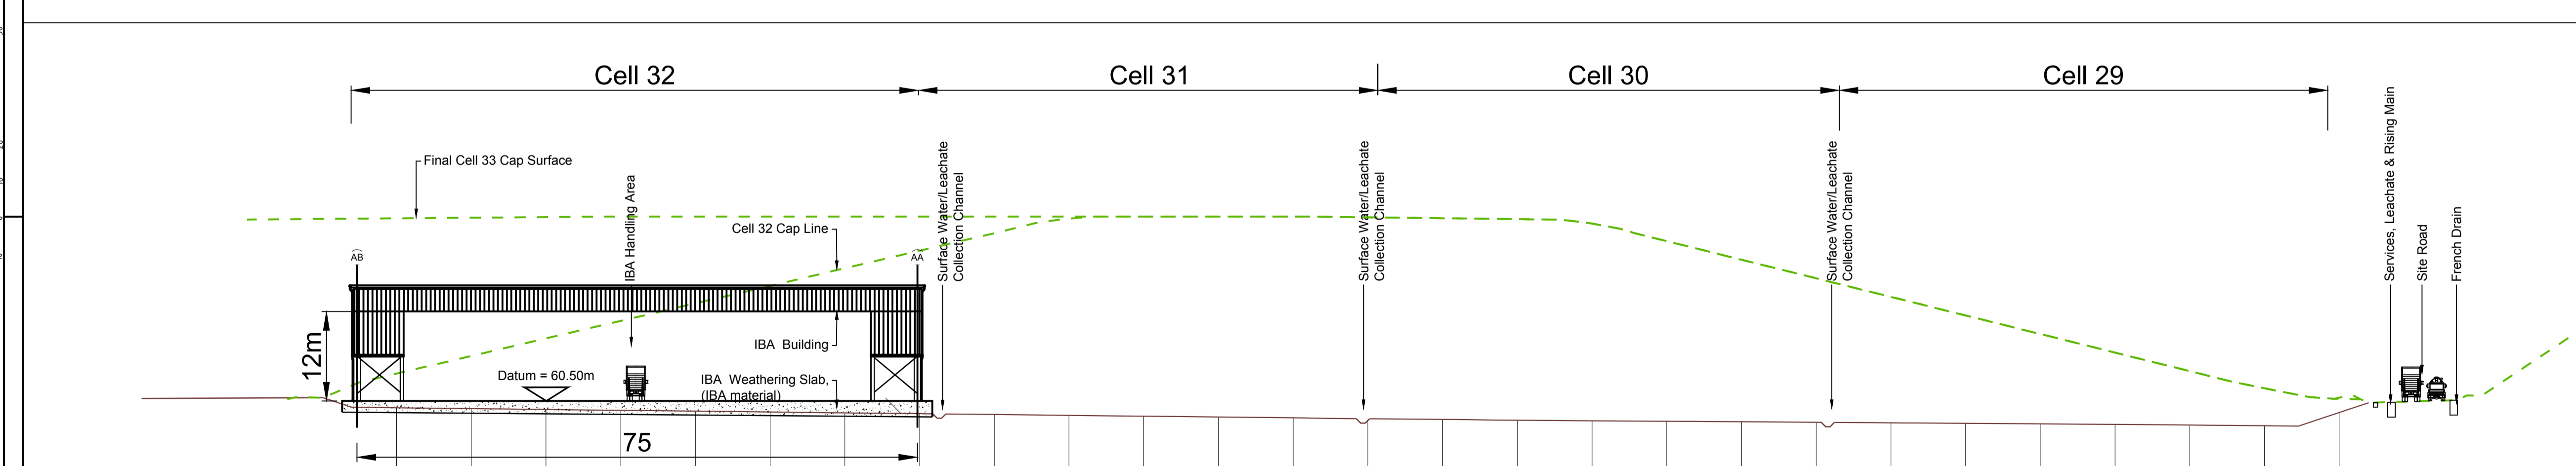 Cell 32
Cell 31
Cell 30
Cell 29
Final Cell 33 Cap Surface
IBA Handling Area
Cell 32 Cap Line
Surface Water/Leachate
Collection Channel
Surface Water/Leachate
Collection Channel
Surface Water/Leachate
Collection Channel
Services, Leachate & Rising Main
Site Road
French Drain
AB
AA
12m
IBA Building
Datum = 60.50m
IBA Weathering Slab,
(IBA material)
75